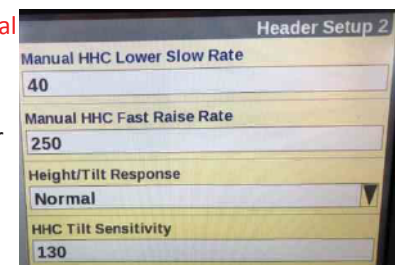 al
Header Setup 2
Manual HHC Lower Slow Rate
40
Manual HHC Fast Raise Rate
250
r
Height/Tilt Response
Normal
HHC Tilt Sensitivity
130